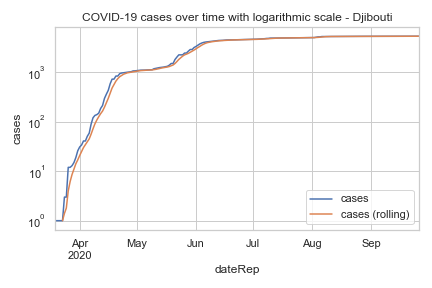 COVID-19 cases over time with logarithmic scale - Djibouti
cases
10³
10²
10¹
10⁰
Apr
2020
May
Jun
Jul
Aug
Sep
dateRep
cases
cases (rolling)